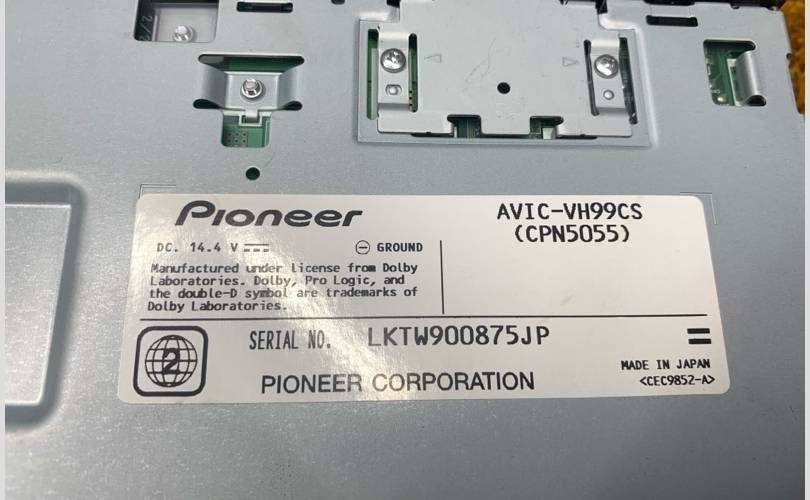 Pioneer
AVIC-VH99CS
(CPN5055)
DC. 14.4 V
GROUND
Manufactured under license from Dolby
Laboratories. Dolby, Pro Logic, and
the double-D symbol are trademarks of
Dolby Laboratories.
2
SERIAL NO. LKTW900875JP
PIONEER CORPORATION
MADE IN JAPAN
<CEC9852-A>